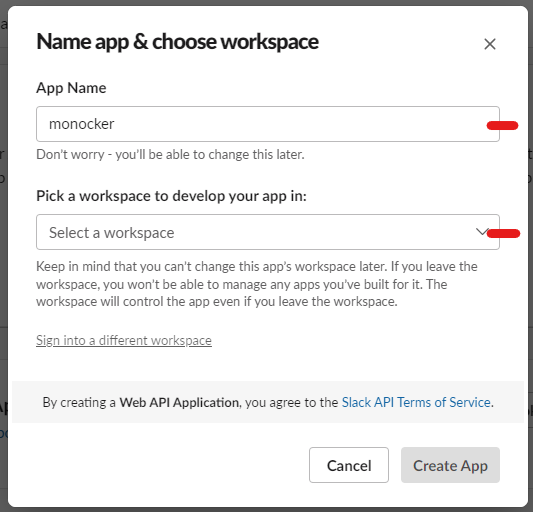 Name app & choose workspace
App Name
monocker
Don't worry - you'll be able to change this later.
Pick a workspace to develop your app in:
Select a workspace
Keep in mind that you can't change this app's workspace later. If you leave the
workspace, you won't be able to manage any apps you've built for it. The
workspace will control the app even if you leave the workspace.
Sign into a different workspace
By creating a Web API Application, you agree to the Slack API Terms of Service.
Cancel
Create App